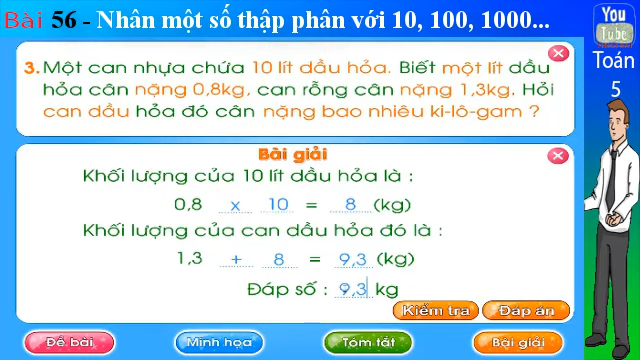 Bài 56 - Nhân một số thập phân với 10, 100, 1000...
You
Tube
Toán
5
3. Một can nhựa chứa 10 lít dầu hỏa. Biết một lít dầu
hỏa cân nặng 0,8kg, can rỗng cân nặng 1,3kg. Hỏi
can dầu hỏa đó cân nặng bao nhiêu ki-lô-gam ?
Bài giải
Khối lượng của 10 lít dầu hỏa là :
0,8 x 10 = 8 (kg)
Khối lượng của can dầu hỏa đó là :
1,3 + 8 = 9,3 (kg)
Đáp số : 9,3 kg
Kiểm tra Đáp án
Đề bài Minh họa Tóm tắt Bài giải